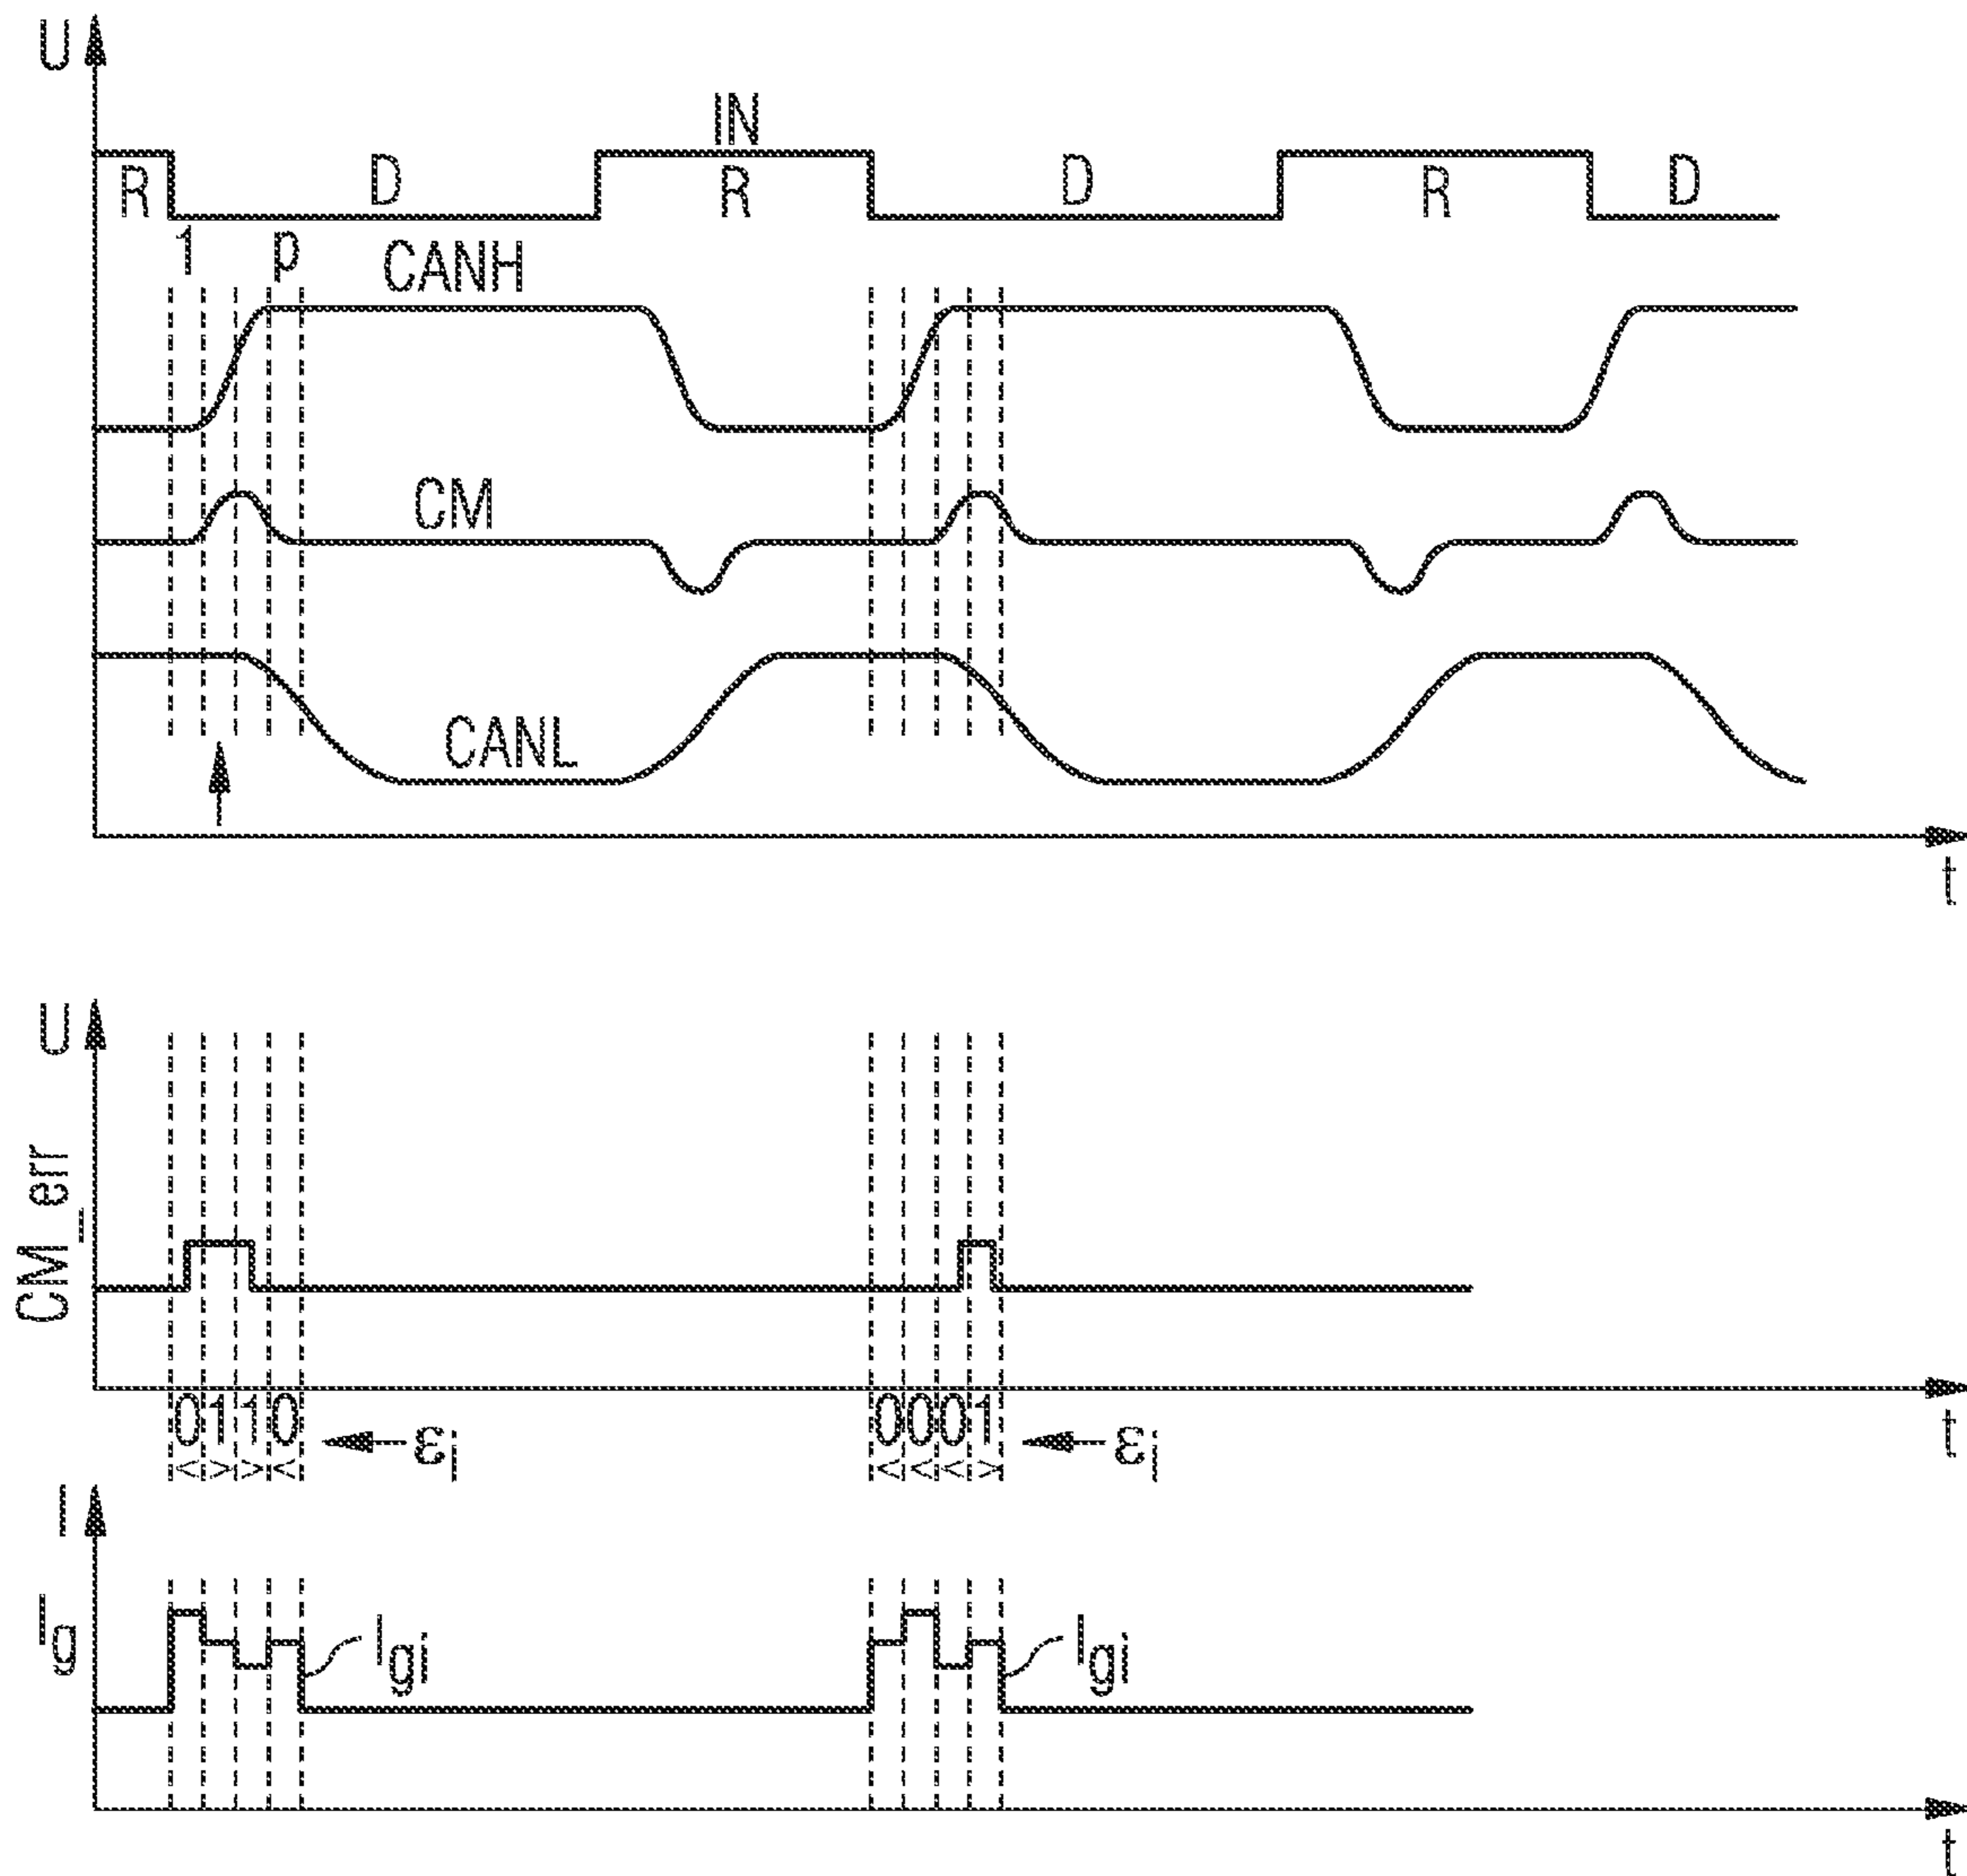 U
IN
R D R D R D
1 p
CANH
CM
CANL
t
U
CM_err
0110 εi 0001 εi
< > > < < < < >
t
I
Ig
Igi Igi
t